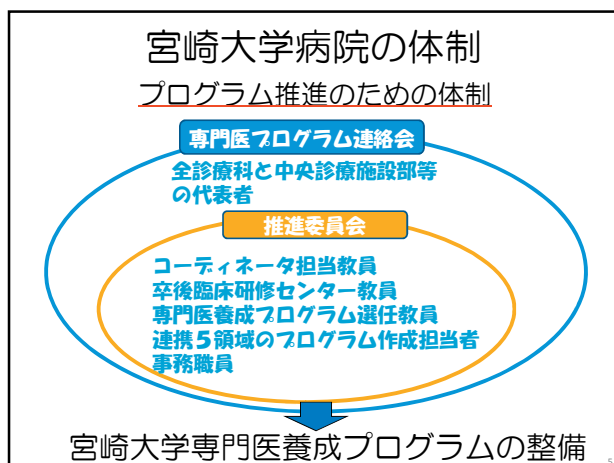 宮崎大学病院の体制
プログラム推進のための体制
専門医プログラム連絡会
全診療科と中央診療施設部等
の代表者
推進委員会
コーディネータ担当教員
卒後臨床研修センター教員
専門医養成プログラム選任教員
連携5領域のプログラム作成担当者
事務職員
宮崎大学専門医養成プログラムの整備
5